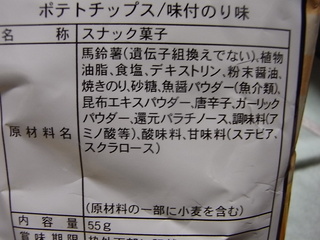 ポテトチップス/味付のり味
名 称 スナック菓子
馬鈴薯(遺伝子組換えでない)、植物
油脂、食塩、デキストリン、粉末醤油、
焼きのり、砂糖、魚醤パウダー(魚介類)、
昆布エキスパウダー、唐辛子、ガーリック
パウダー、還元パラチノース、調味料(ア
ミノ酸等)、酸味料、甘味料(ステビア、
スクラロース)
原材料名
(原材料の一部に小麦を含む)
内 容 量 55g
賞味期限